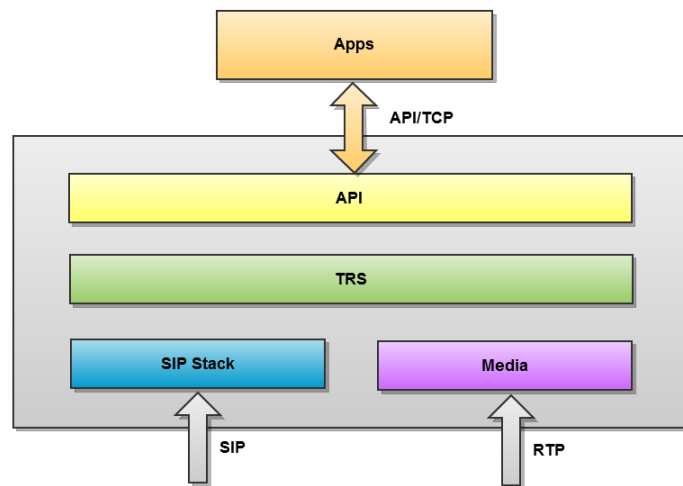 Apps
API/TCP
API
TRS
SIP Stack
Media
SIP
RTP